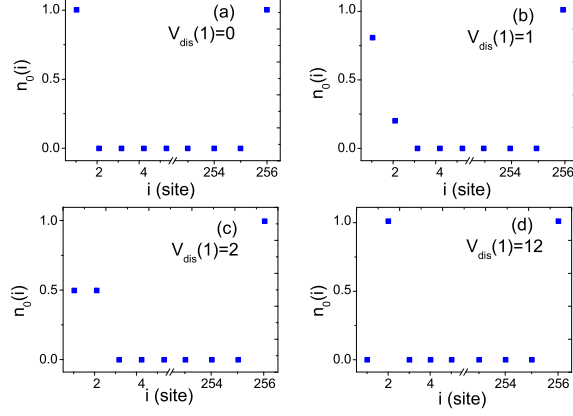 (a)
V_dis(1)=0
1.0
0.5
0.0
n_0(i)
2 4 254 256
i (site)
(b)
V_dis(1)=1
1.0
0.5
0.0
n_0(i)
2 4 254 256
i (site)
(c)
V_dis(1)=2
1.0
0.5
0.0
n_0(i)
2 4 254 256
i (site)
(d)
V_dis(1)=12
1.0
0.5
0.0
n_0(i)
2 4 254 256
i (site)